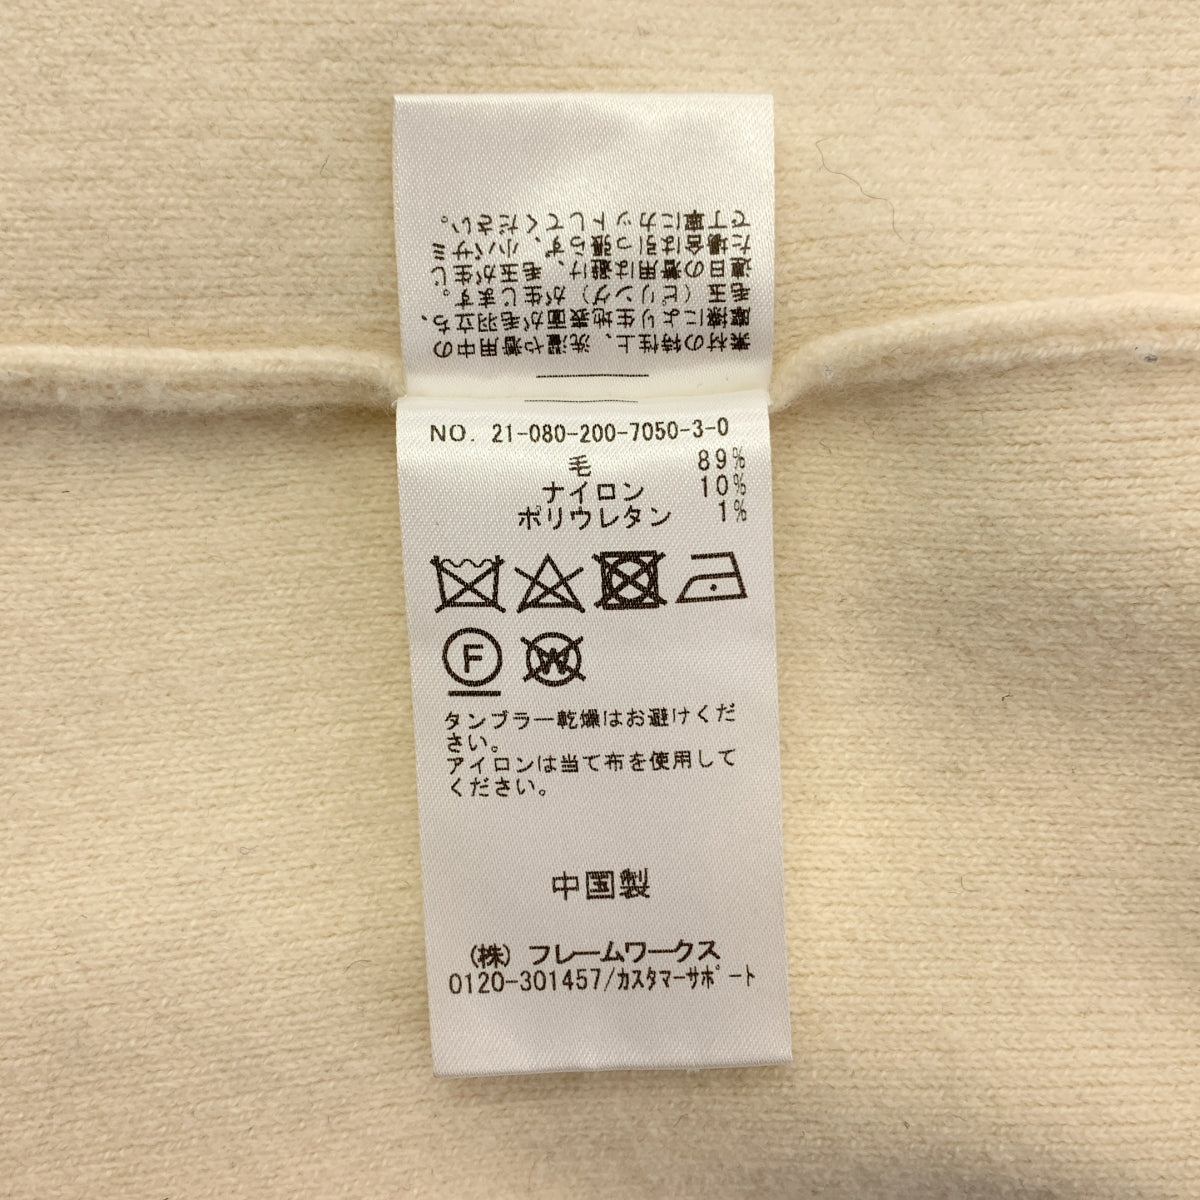 素材の特性上、洗濯や着用中の
摩擦により生地表面が毛羽立ち、
毛玉(ピリング)が生じます。
連日の着用は避け、毛玉が生じ
た場合は引っ張らず、小バサミ
で丁寧にカットしてください。
NO. 21-080-200-7050-3-0
毛 89%
ナイロン 10%
ポリウレタン 1%
F W
タンブラー乾燥はお避けくだ
さい。
アイロンは当て布を使用して
ください。
中国製
(株) フレームワークス
0120-301457/カスタマーサポート